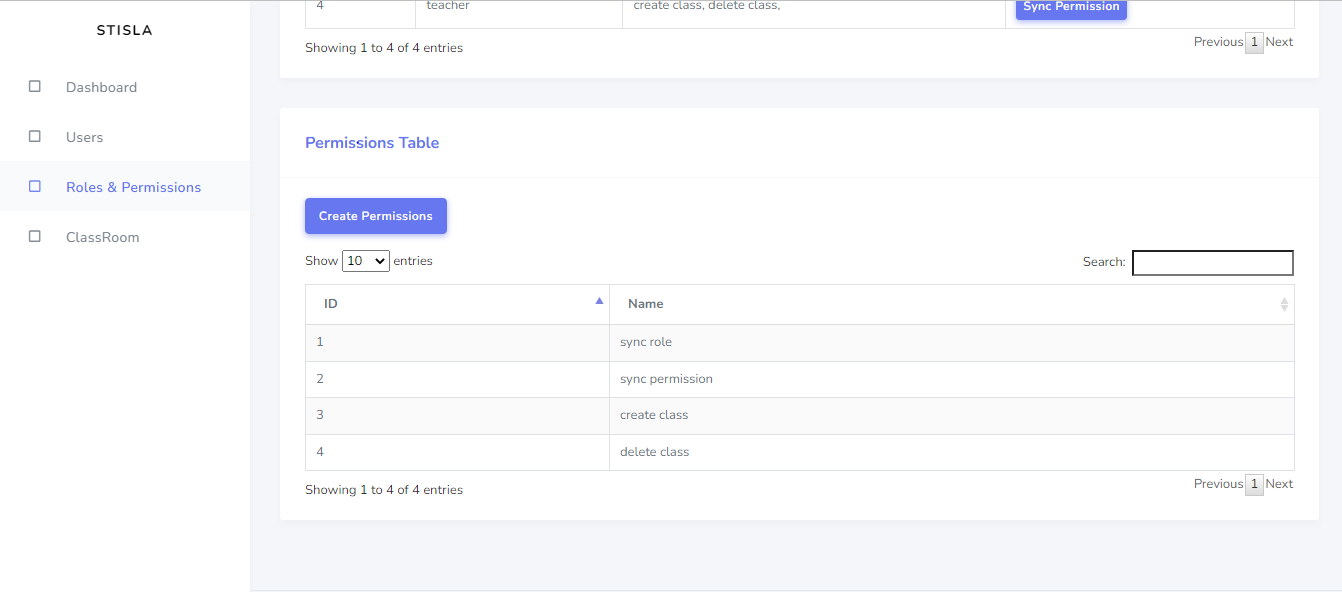 STISLA
Dashboard
Users
Roles & Permissions
ClassRoom
4 teacher create class, delete class, Sync Permission
Showing 1 to 4 of 4 entries Previous 1 Next
Permissions Table
Create Permissions
Show 10 entries Search:
ID Name
1 sync role
2 sync permission
3 create class
4 delete class
Showing 1 to 4 of 4 entries Previous 1 Next